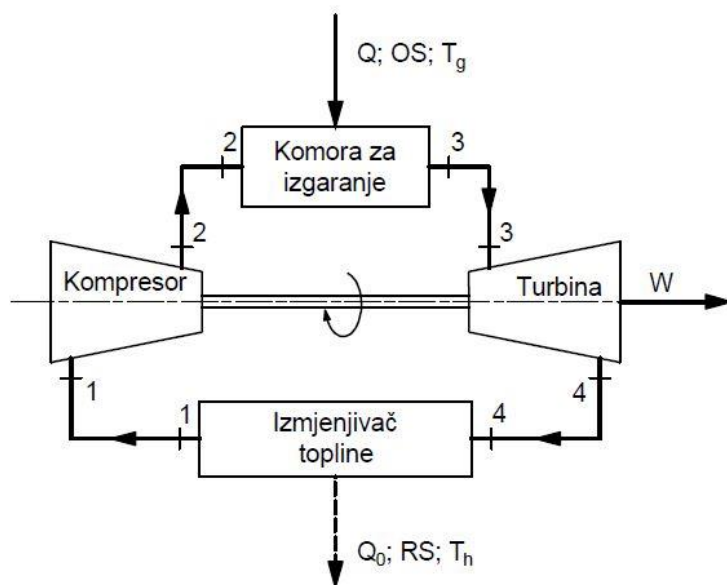 Q; OS; Tg
2
Komora za
izgaranje
3
2
3
Kompresor
Turbina
W
1
4
1
Izmjenjivač
topline
4
Q0; RS; Th